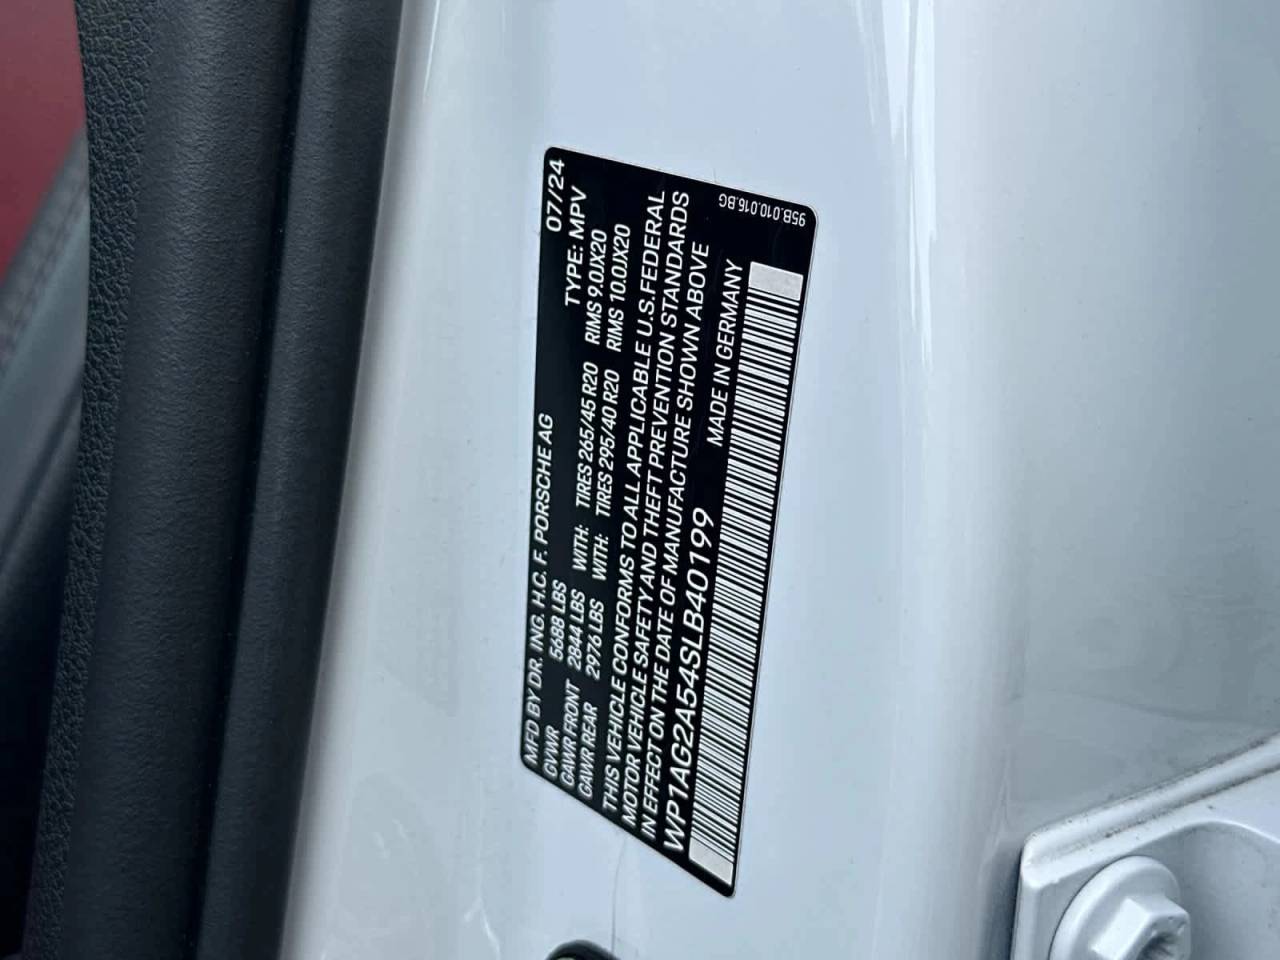 07/24
MFD BY DR. ING. H.C. F. PORSCHE AG TYPE: MPV
GVWR 5688 LBS
GAWR FRONT 2844 LBS WITH: TIRES 265/45 R20 RIMS 9.0JX20
GAWR REAR 2976 LBS WITH: TIRES 295/40 R20 RIMS 10.0JX20
THIS VEHICLE CONFORMS TO ALL APPLICABLE U.S.FEDERAL
MOTOR VEHICLE SAFETY AND THEFT PREVENTION STANDARDS
IN EFFECT ON THE DATE OF MANUFACTURE SHOWN ABOVE
WP1AG2A54SLB40199 MADE IN GERMANY
95B.010.016.BG